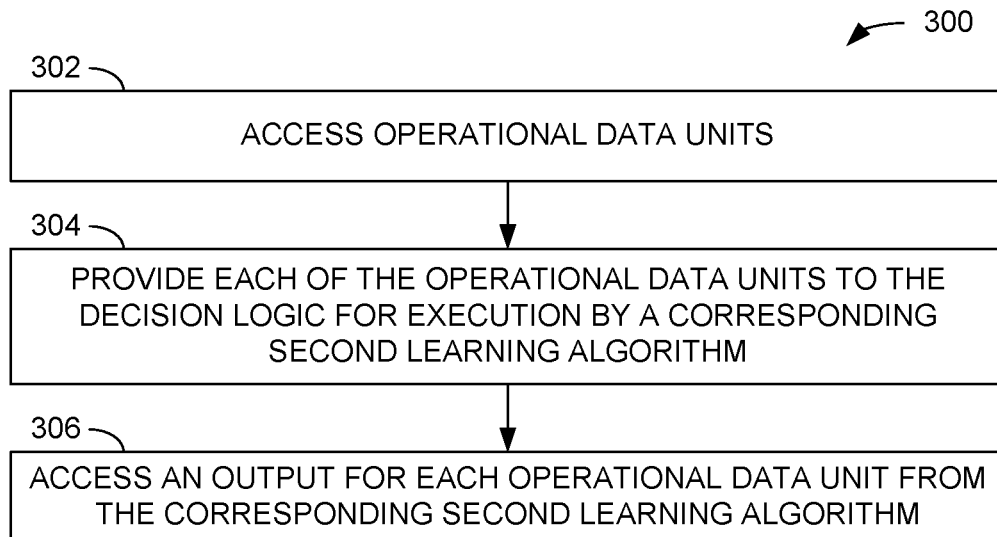 300
302
ACCESS OPERATIONAL DATA UNITS
304
PROVIDE EACH OF THE OPERATIONAL DATA UNITS TO THE
DECISION LOGIC FOR EXECUTION BY A CORRESPONDING
SECOND LEARNING ALGORITHM
306
ACCESS AN OUTPUT FOR EACH OPERATIONAL DATA UNIT FROM
THE CORRESPONDING SECOND LEARNING ALGORITHM